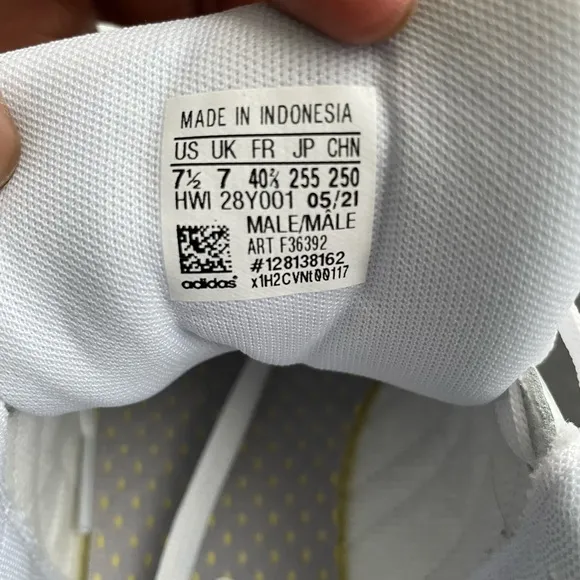 MADE IN INDONESIA
US UK FR JP CHN
7½ 7 40⅔ 255 250
HWI 28Y001 05/21
MALE/MÂLE
ART F36392
#128138162
adidas x1H2CVNt00117